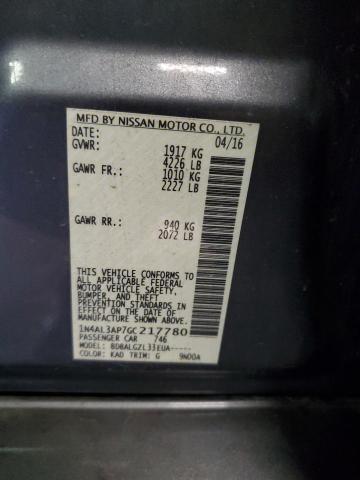 MFD BY NISSAN MOTOR CO., LTD.
DATE: 04/16
GVWR: 1917 KG
4226 LB
GAWR FR.: 1010 KG
2227 LB
GAWR RR.: 940 KG
2072 LB
THIS VEHICLE CONFORMS TO
ALL APPLICABLE FEDERAL
MOTOR VEHICLE SAFETY,
BUMPER, AND THEFT
PREVENTION STANDARDS
IN EFFECT ON THE DATE OF
MANUFACTURE SHOWN ABOVE.
1N4AL3AP7GC217780
PASSENGER CAR 746
MODEL: BDBALGZL33EUA-----
COLOR: KAD TRIM: G 9N00A